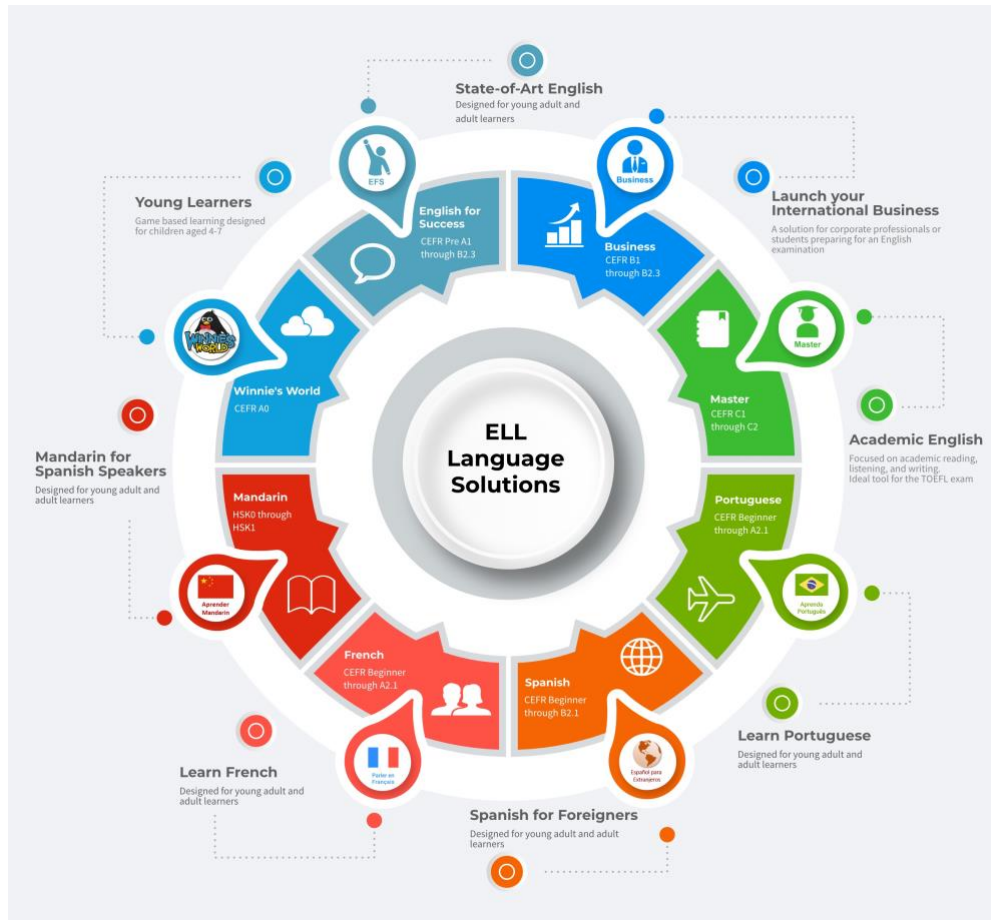 State-of-Art English
Designed for young adult and
adult learners
EFS
English for
Success
CEFR Pre A1
through B2.3
Business
Business
CEFR B1
through B2.3
Launch your
International Business
A solution for corporate professionals or
students preparing for an English
examination
Young Learners
Game based learning designed
for children aged 4-7
WINNIE'S
WORLD
Winnie's World
CEFR A0
Master
Master
CEFR C1
through C2
Academic English
Focused on academic reading,
listening, and writing.
Ideal tool for the TOEFL exam
ELL
Language
Solutions
Mandarin for
Spanish Speakers
Designed for young adult and
adult learners
Mandarin
HSK0 through
HSK1
Aprender
Mandarin
Portuguese
CEFR Beginner
through A2.1
Aprenda
Português
Learn Portuguese
Designed for young adult and
adult learners
French
CEFR Beginner
through A2.1
Parler en
Français
Learn French
Designed for young adult and
adult learners
Spanish
CEFR Beginner
through B2.1
Español para
Extranjeros
Spanish for Foreigners
Designed for young adult and adult
learners